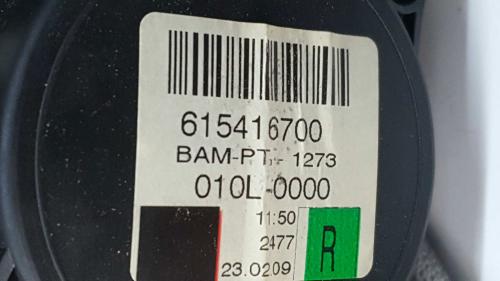 615416700
BAM-PT - 1273
010L-0000
11:50
2477
23.0209
R